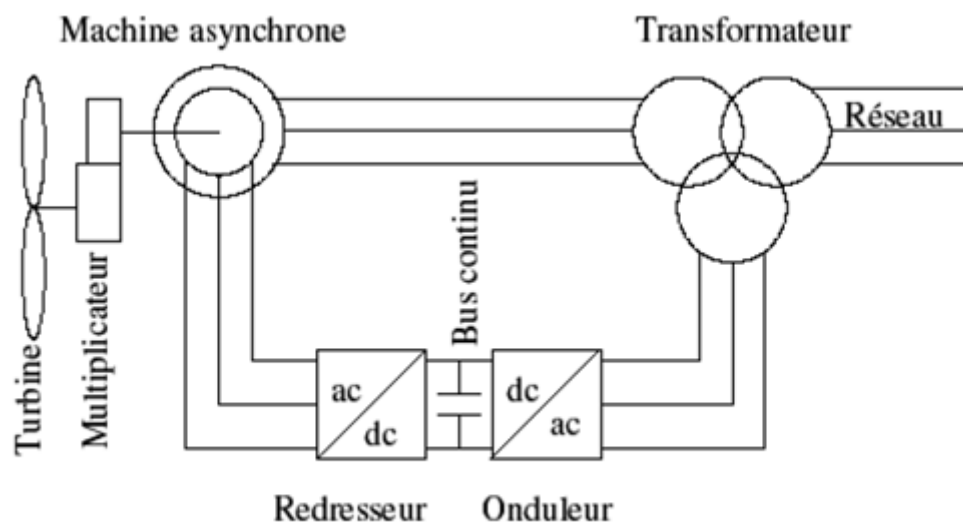 Machine asynchrone
Transformateur
Réseau
Turbine
Multiplicateur
Bus continu
ac
dc
dc
ac
Redresseur
Onduleur